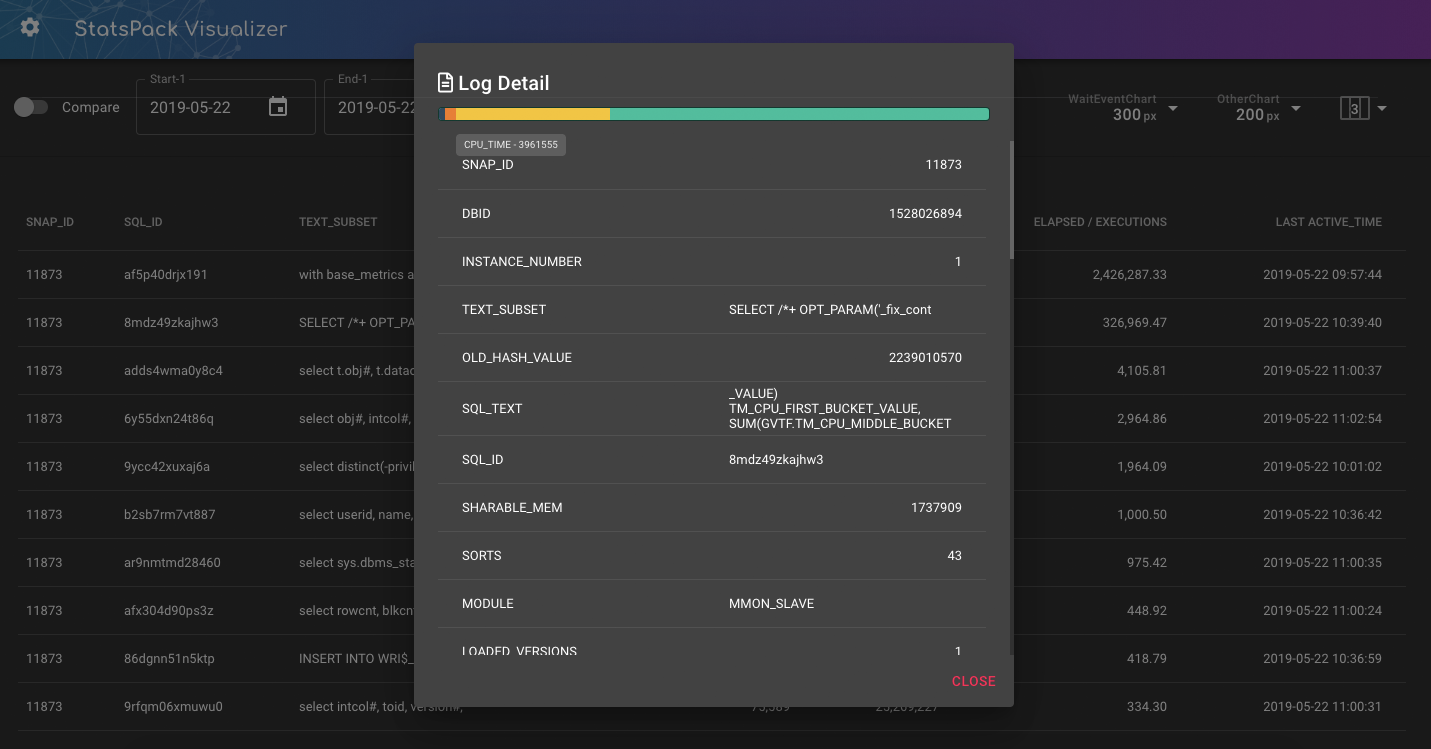 StatsPack Visualizer
Compare
Start-1
2019-05-22
End-1
2019-05-22
WaitEventChart
300 px
OtherChart
200 px
3
Log Detail
CPU_TIME - 3961555
SNAP_ID 11873
DBID 1528026894
INSTANCE_NUMBER 1
TEXT_SUBSET SELECT /*+ OPT_PARAM('_fix_cont
OLD_HASH_VALUE 2239010570
SQL_TEXT _VALUE)
TM_CPU_FIRST_BUCKET_VALUE,
SUM(GVTF.TM_CPU_MIDDLE_BUCKET
SQL_ID 8mdz49zkajhw3
SHARABLE_MEM 1737909
SORTS 43
MODULE MMON_SLAVE
LOADED_VERSIONS 1
CLOSE
SNAP_ID SQL_ID TEXT_SUBSET ELAPSED / EXECUTIONS LAST ACTIVE_TIME
11873 af5p40drjx191 with base_metrics a 2,426,287.33 2019-05-22 09:57:44
11873 8mdz49zkajhw3 SELECT /*+ OPT_PA 326,969.47 2019-05-22 10:39:40
11873 adds4wma0y8c4 select t.obj#, t.datao 4,105.81 2019-05-22 11:00:37
11873 6y55dxn24t86q select obj#, intcol#, 2,964.86 2019-05-22 11:02:54
11873 9ycc42xuxaj6a select distinct(-privil 1,964.09 2019-05-22 10:01:02
11873 b2sb7rm7vt887 select userid, name, 1,000.50 2019-05-22 10:36:42
11873 ar9nmtmd28460 select sys.dbms_sta 975.42 2019-05-22 11:00:35
11873 afx304d90ps3z select rowcnt, blkcn 448.92 2019-05-22 11:00:24
11873 86dgnn51n5ktp INSERT INTO WRI$_ 418.79 2019-05-22 10:36:59
11873 9rfqm06xmuwu0 select intcol#, toid, version#, 334.30 2019-05-22 11:00:31